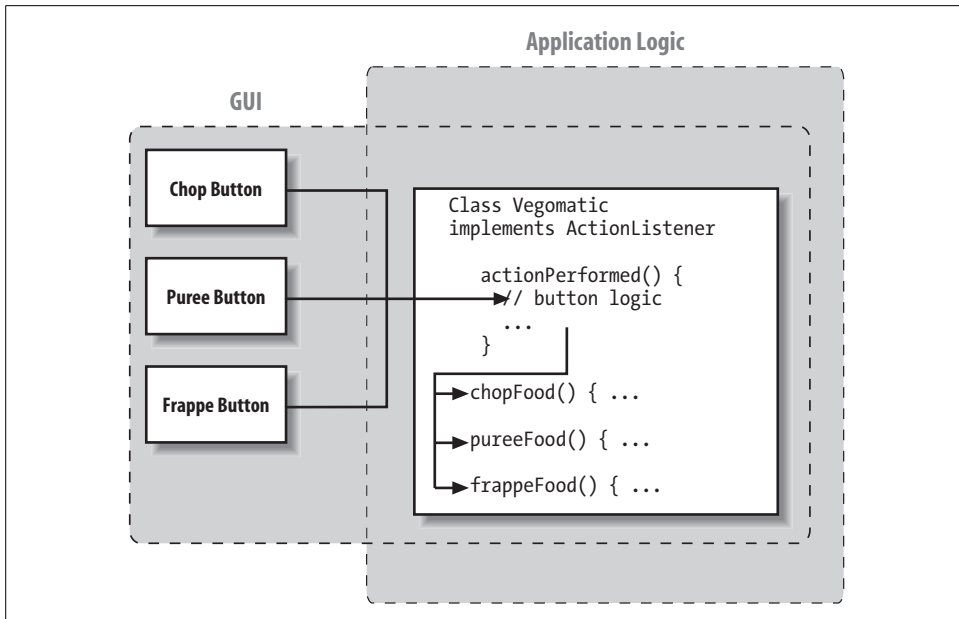 Application Logic
GUI
Chop Button
Puree Button
Frappe Button
Class Vegomatic
implements ActionListener
actionPerformed() {
// button logic
...
}
chopFood() { ...
pureeFood() { ...
frappeFood() { ...